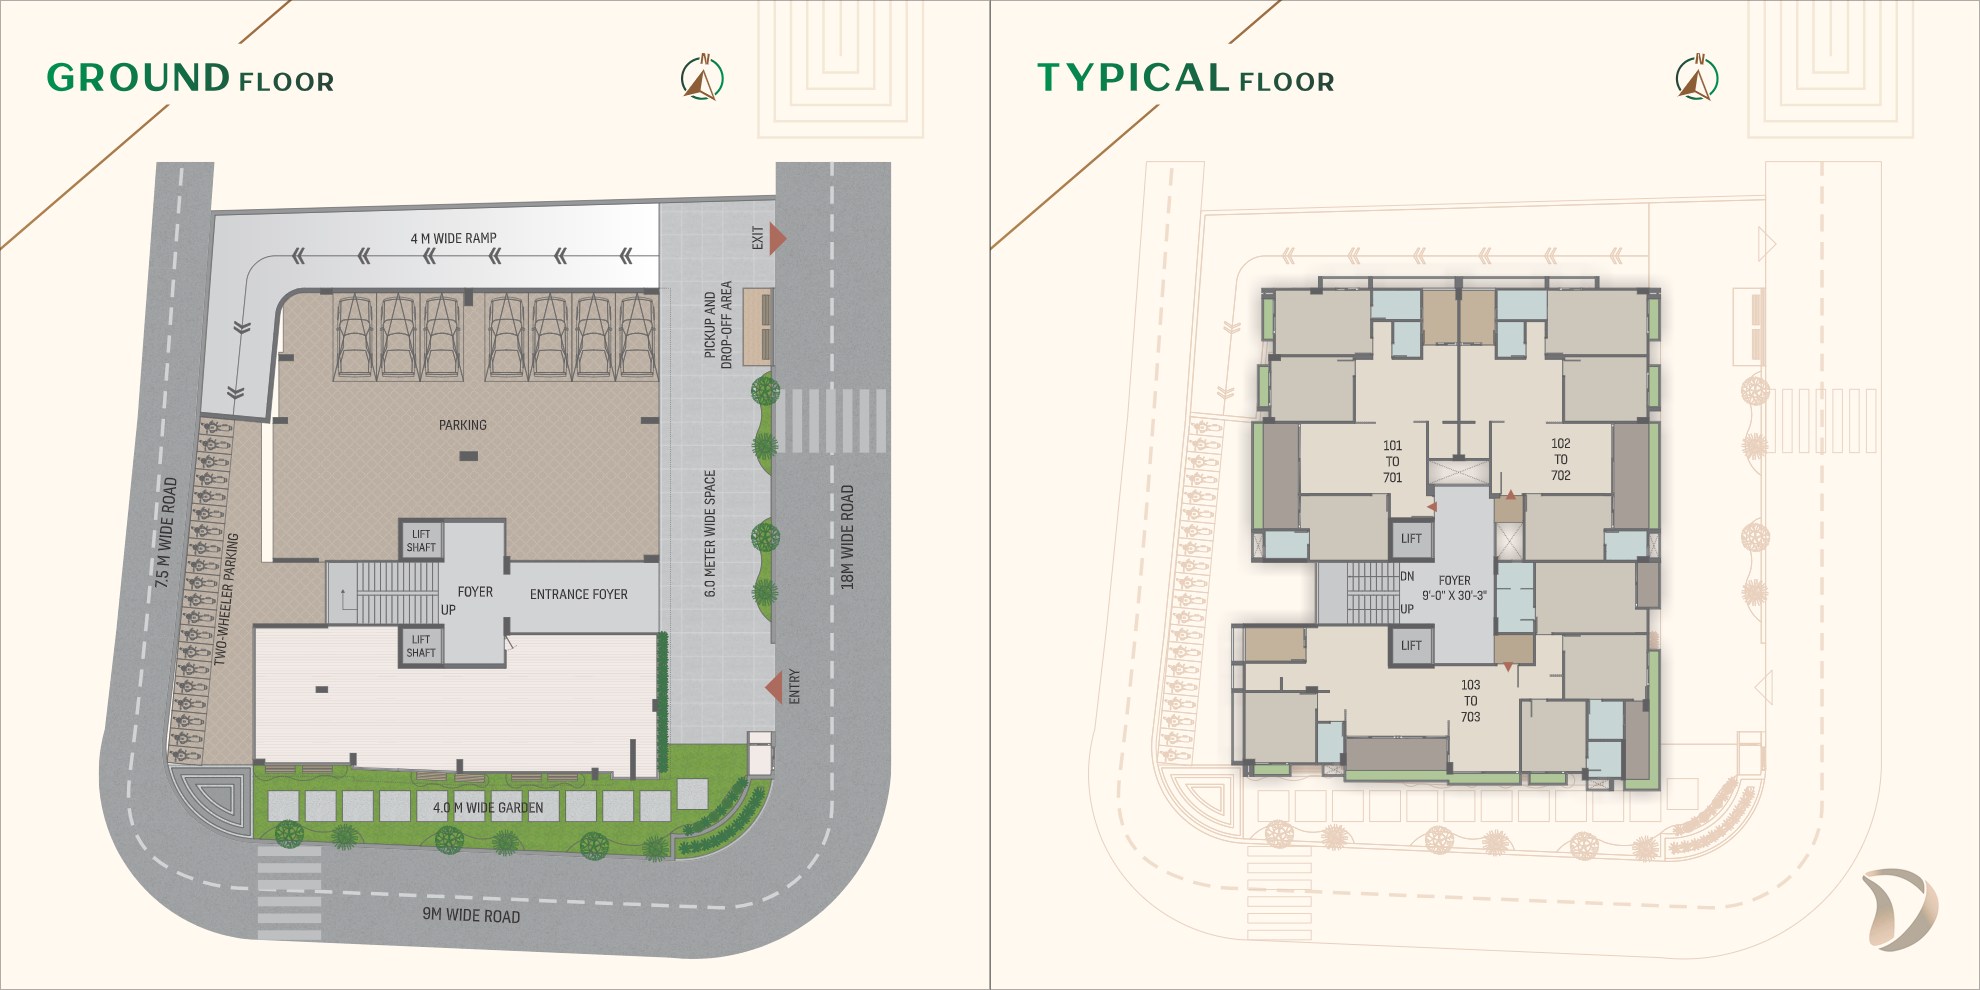 GROUND FLOOR
N
4 M WIDE RAMP
EXIT
PICKUP AND
DROP-OFF AREA
PARKING
7.5 M WIDE ROAD
TWO-WHEELER PARKING
6.0 METER WIDE SPACE
18M WIDE ROAD
LIFT
SHAFT
FOYER
UP
ENTRANCE FOYER
LIFT
SHAFT
ENTRY
4.0 M WIDE GARDEN
9M WIDE ROAD
TYPICAL FLOOR
N
101
TO
701
102
TO
702
LIFT
DN
FOYER
9'-0" X 30'-3"
UP
LIFT
103
TO
703